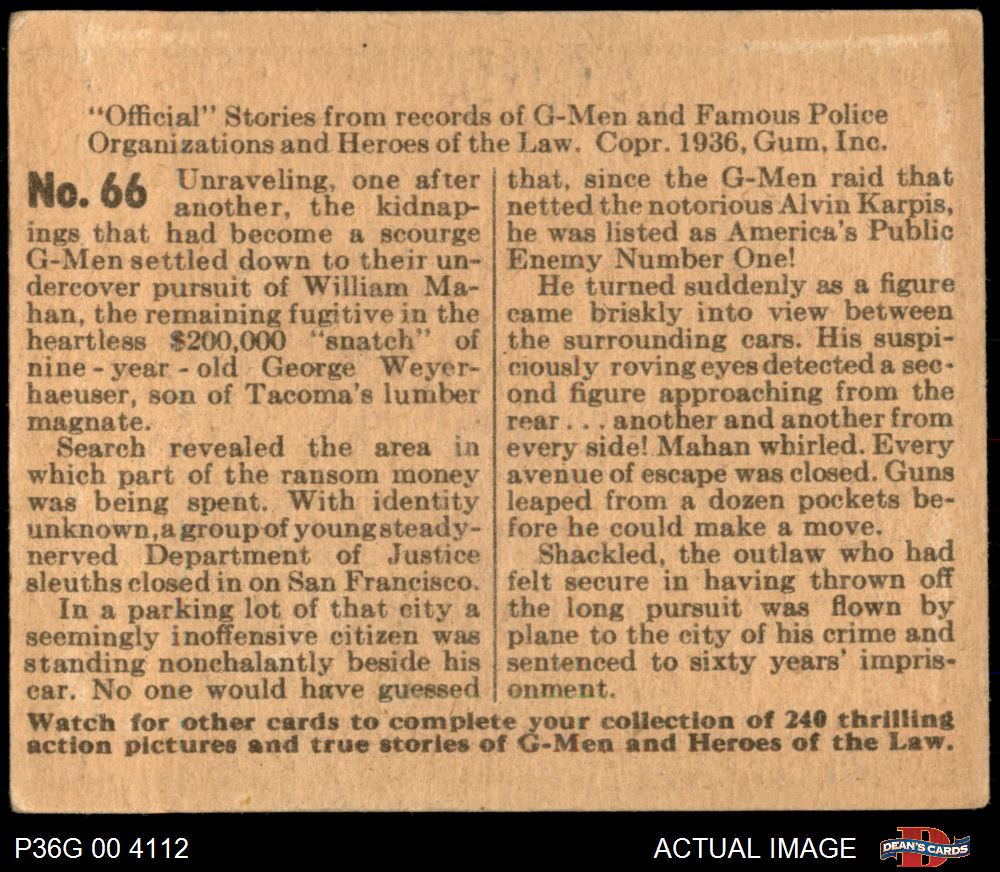 "Official" Stories from records of G-Men and Famous Police
Organizations and Heroes of the Law. Copr. 1936, Gum, Inc.
No. 66 Unraveling, one after
another, the kidnap-
ings that had become a scourge
G-Men settled down to their un-
dercover pursuit of William Ma-
han, the remaining fugitive in the
heartless $200,000 "snatch" of
nine-year-old George Weyer-
haeuser, son of Tacoma's lumber
magnate.
Search revealed the area in
which part of the ransom money
was being spent. With identity
unknown, a group of young steady-
nerved Department of Justice
sleuths closed in on San Francisco.
In a parking lot of that city a
seemingly inoffensive citizen was
standing nonchalantly beside his
car. No one would have guessed
that, since the G-Men raid that
netted the notorious Alvin Karpis,
he was listed as America's Public
Enemy Number One!
He turned suddenly as a figure
came briskly into view between
the surrounding cars. His suspi-
ciously roving eyes detected a sec-
ond figure approaching from the
rear... another and another from
every side! Mahan whirled. Every
avenue of escape was closed. Guns
leaped from a dozen pockets be-
fore he could make a move.
Shackled, the outlaw who had
felt secure in having thrown off
the long pursuit was flown by
plane to the city of his crime and
sentenced to sixty years' impris-
onment.
Watch for other cards to complete your collection of 240 thrilling
action pictures and true stories of G-Men and Heroes of the Law.
P36G 00 4112
ACTUAL IMAGE
D
DEAN'S CARDS